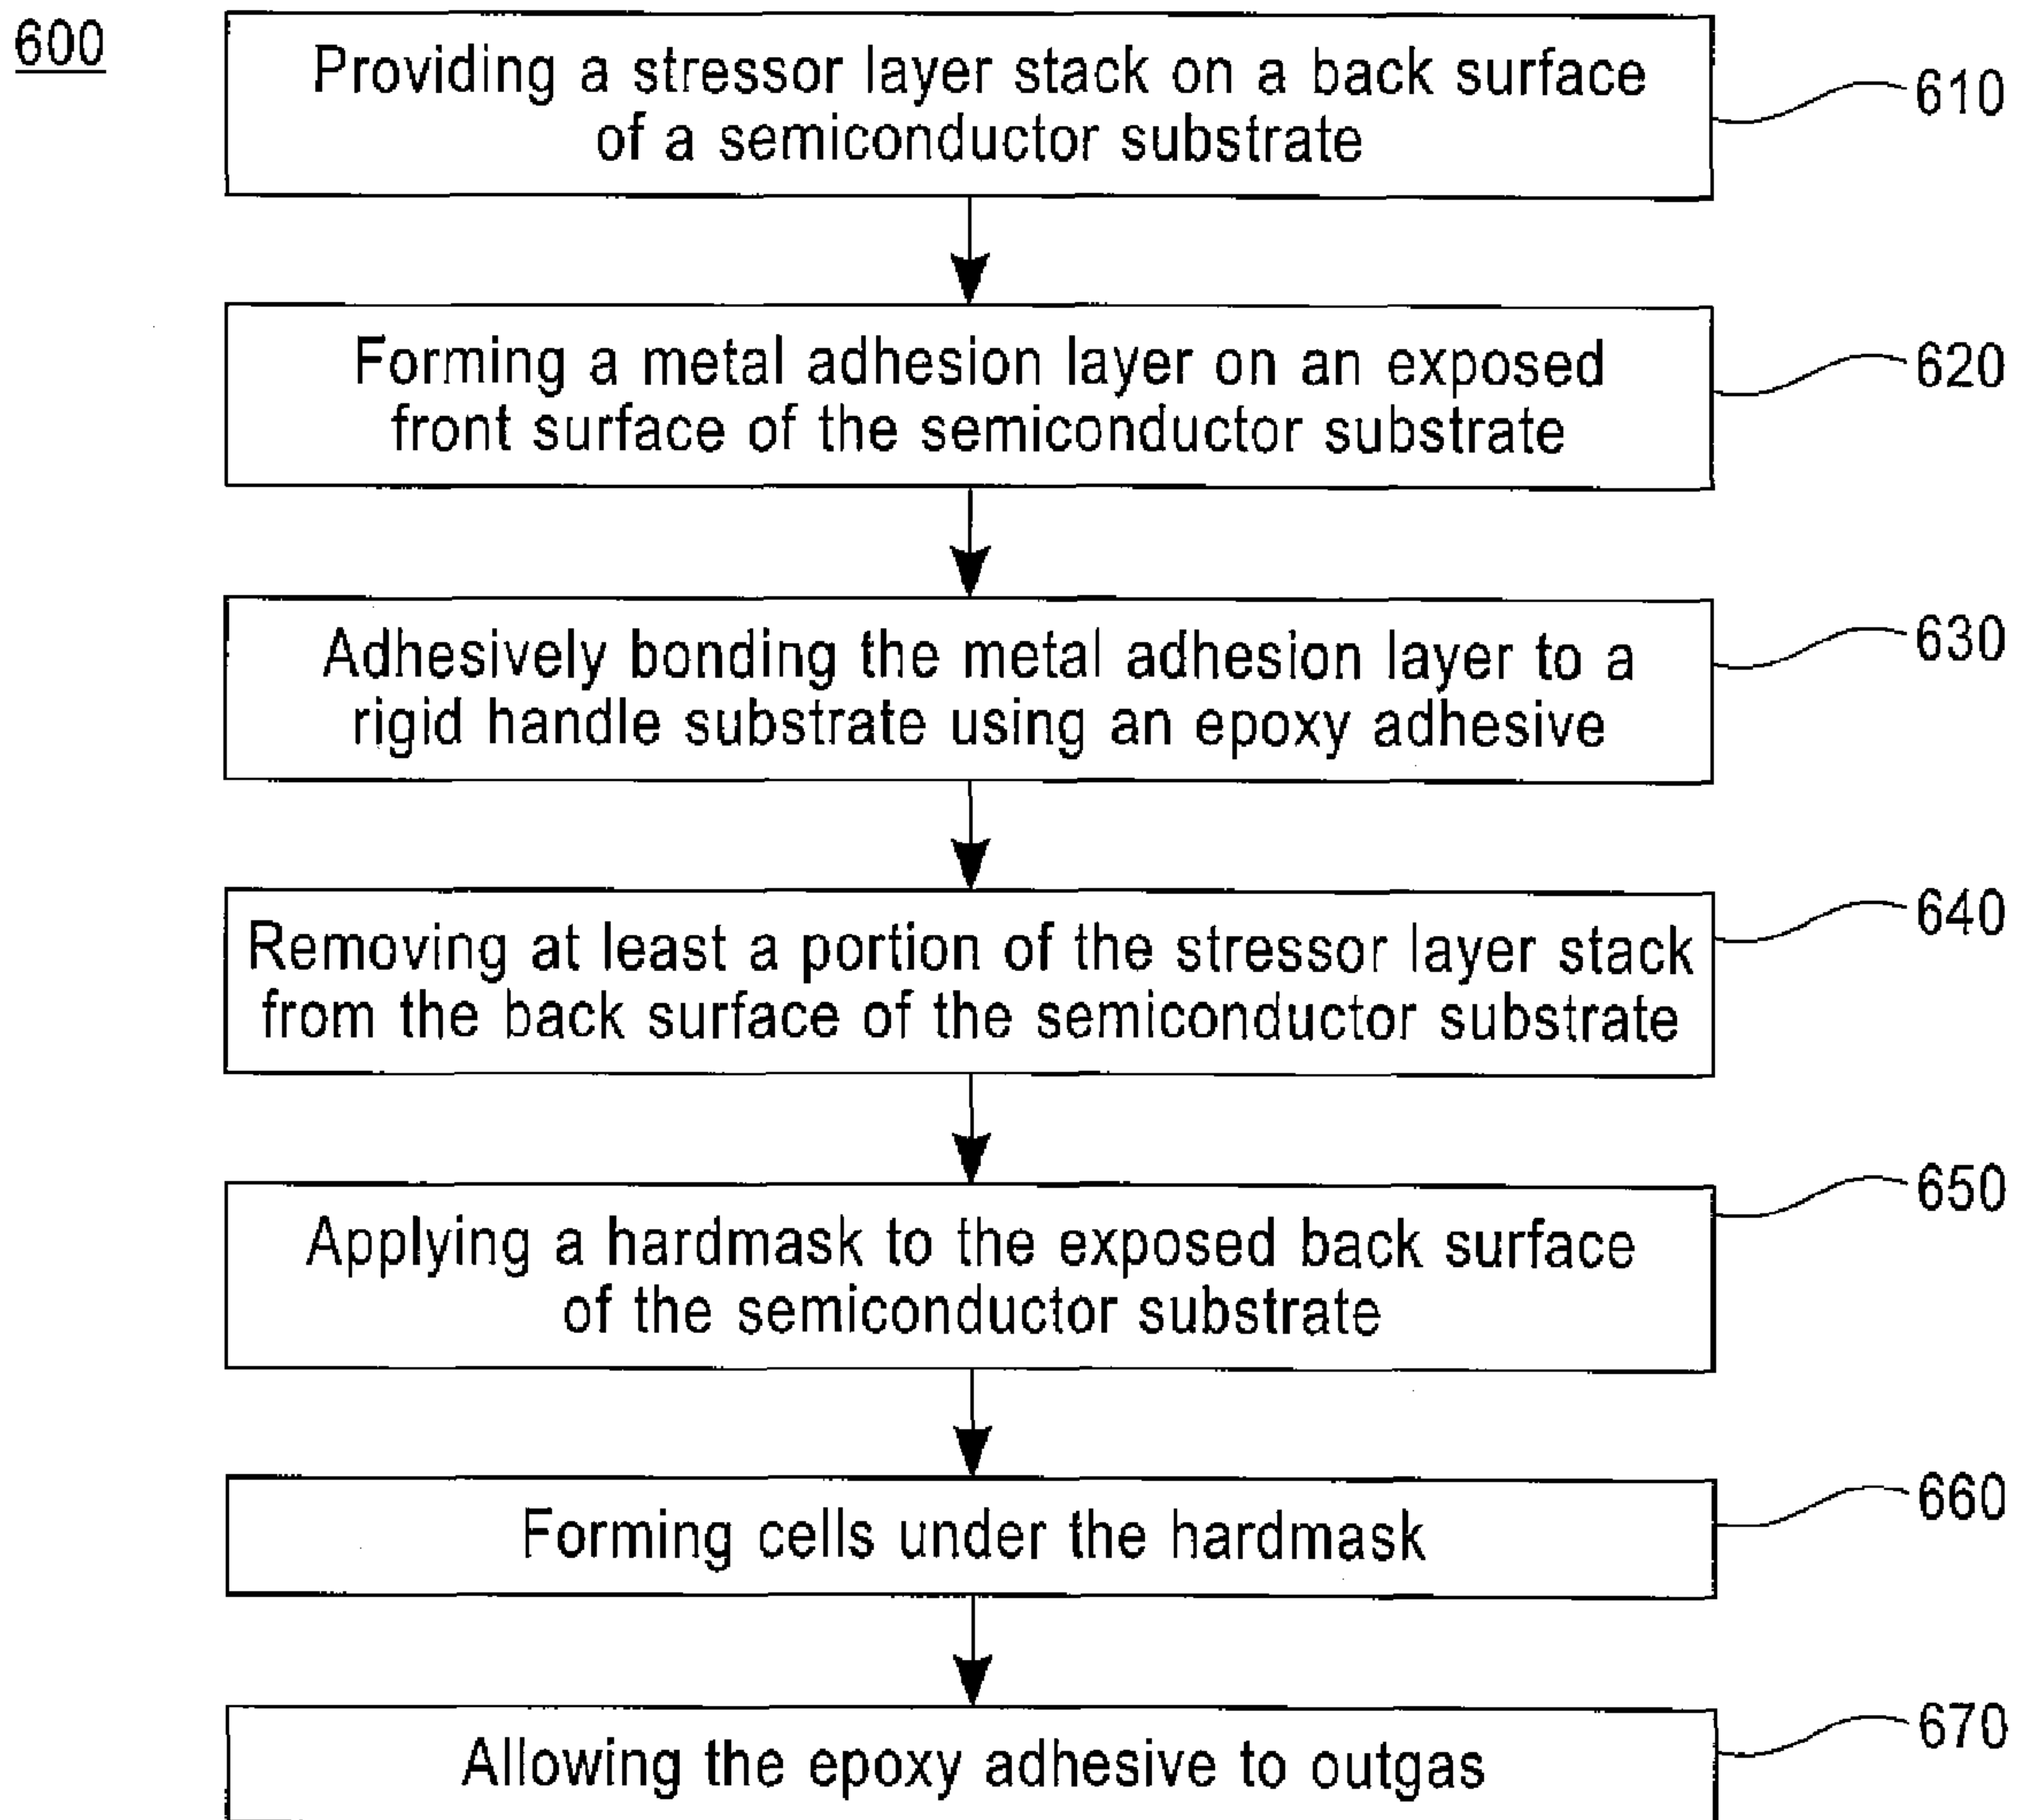 600
Providing a stressor layer stack on a back surface
of a semiconductor substrate
610
Forming a metal adhesion layer on an exposed
front surface of the semiconductor substrate
620
Adhesively bonding the metal adhesion layer to a
rigid handle substrate using an epoxy adhesive
630
Removing at least a portion of the stressor layer stack
from the back surface of the semiconductor substrate
640
Applying a hardmask to the exposed back surface
of the semiconductor substrate
650
Forming cells under the hardmask
660
Allowing the epoxy adhesive to outgas
670